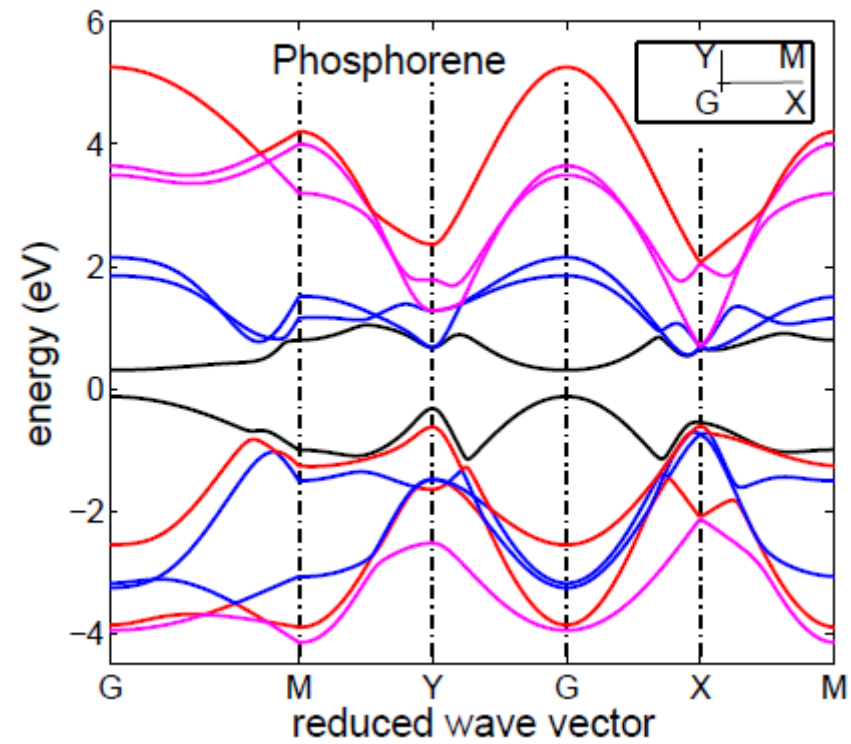 6
Phosphorene
Y M
G X
4
2
0
−2
−4
energy (eV)
G M Y G X M
reduced wave vector